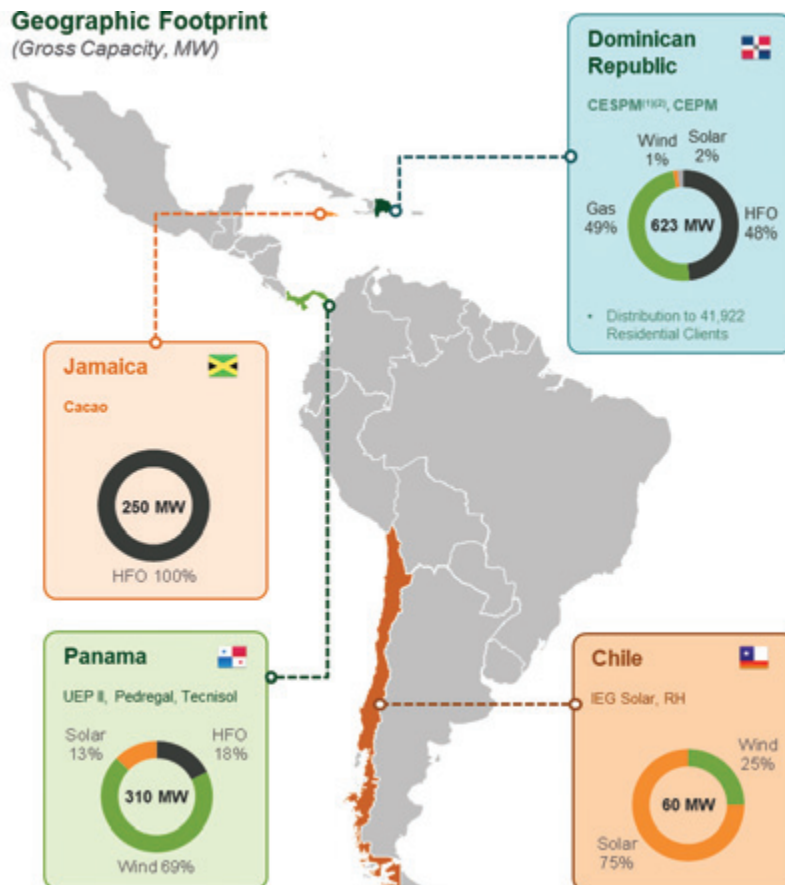 Geographic Footprint
(Gross Capacity, MW)
Dominican
Republic
CESPM(1)(2), CEPM
Wind
1%
Solar
2%
Gas
49%
623 MW
HFO
48%
• Distribution to 41,922
Residential Clients
Jamaica
Cacao
250 MW
HFO 100%
Panama
UEP II, Pedregal, Tecnisol
Solar
13%
HFO
18%
310 MW
Wind 69%
Chile
IEG Solar, RH
Wind
25%
60 MW
Solar
75%